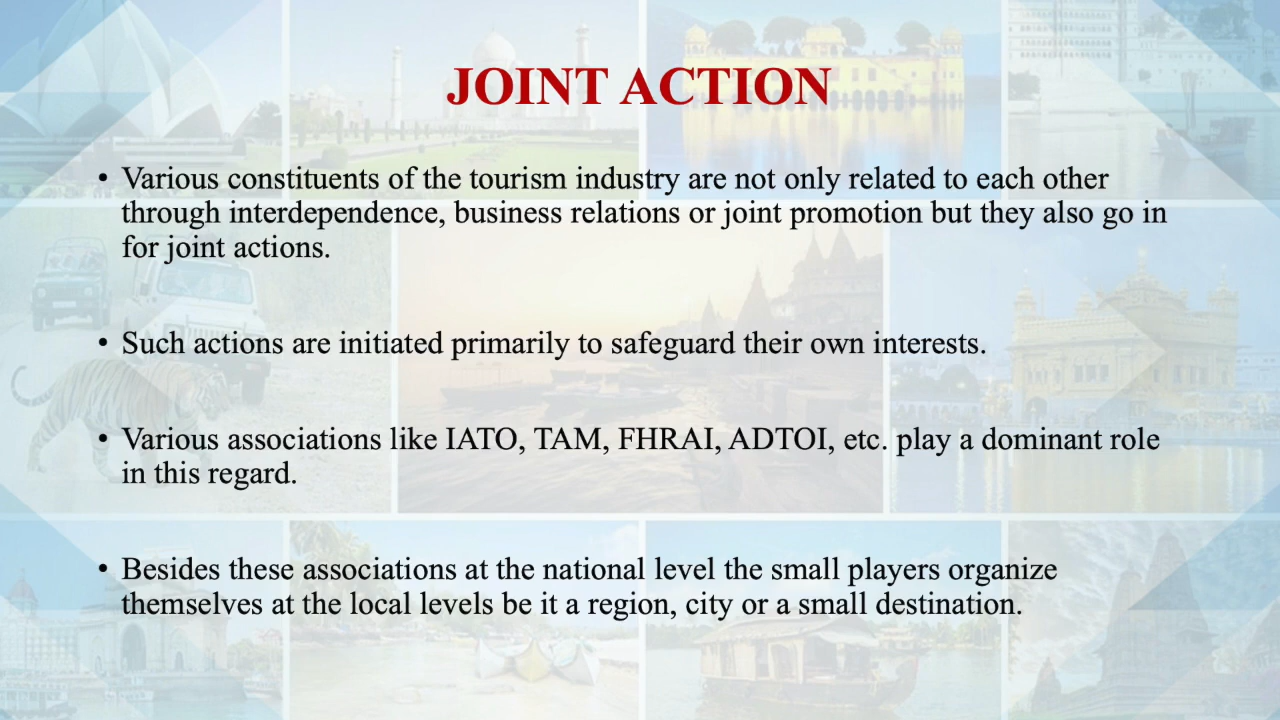 JOINT ACTION
• Various constituents of the tourism industry are not only related to each other
through interdependence, business relations or joint promotion but they also go in
for joint actions.
• Such actions are initiated primarily to safeguard their own interests.
• Various associations like IATO, TAM, FHRAI, ADTOI, etc. play a dominant role
in this regard.
• Besides these associations at the national level the small players organize
themselves at the local levels be it a region, city or a small destination.